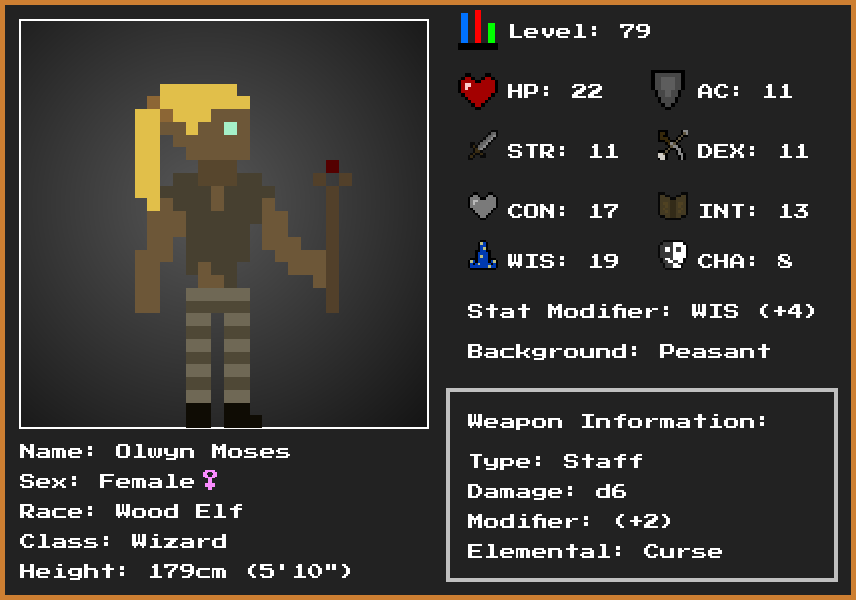 Level: 79
HP: 22
AC: 11
STR: 11
DEX: 11
CON: 17
INT: 13
WIS: 19
CHA: 8
Stat Modifier: WIS (+4)
Background: Peasant
Weapon Information:
Type: Staff
Damage: d6
Modifier: (+2)
Elemental: Curse
Name: Olwyn Moses
Sex: Female♀
Race: Wood Elf
Class: Wizard
Height: 179cm (5'10")